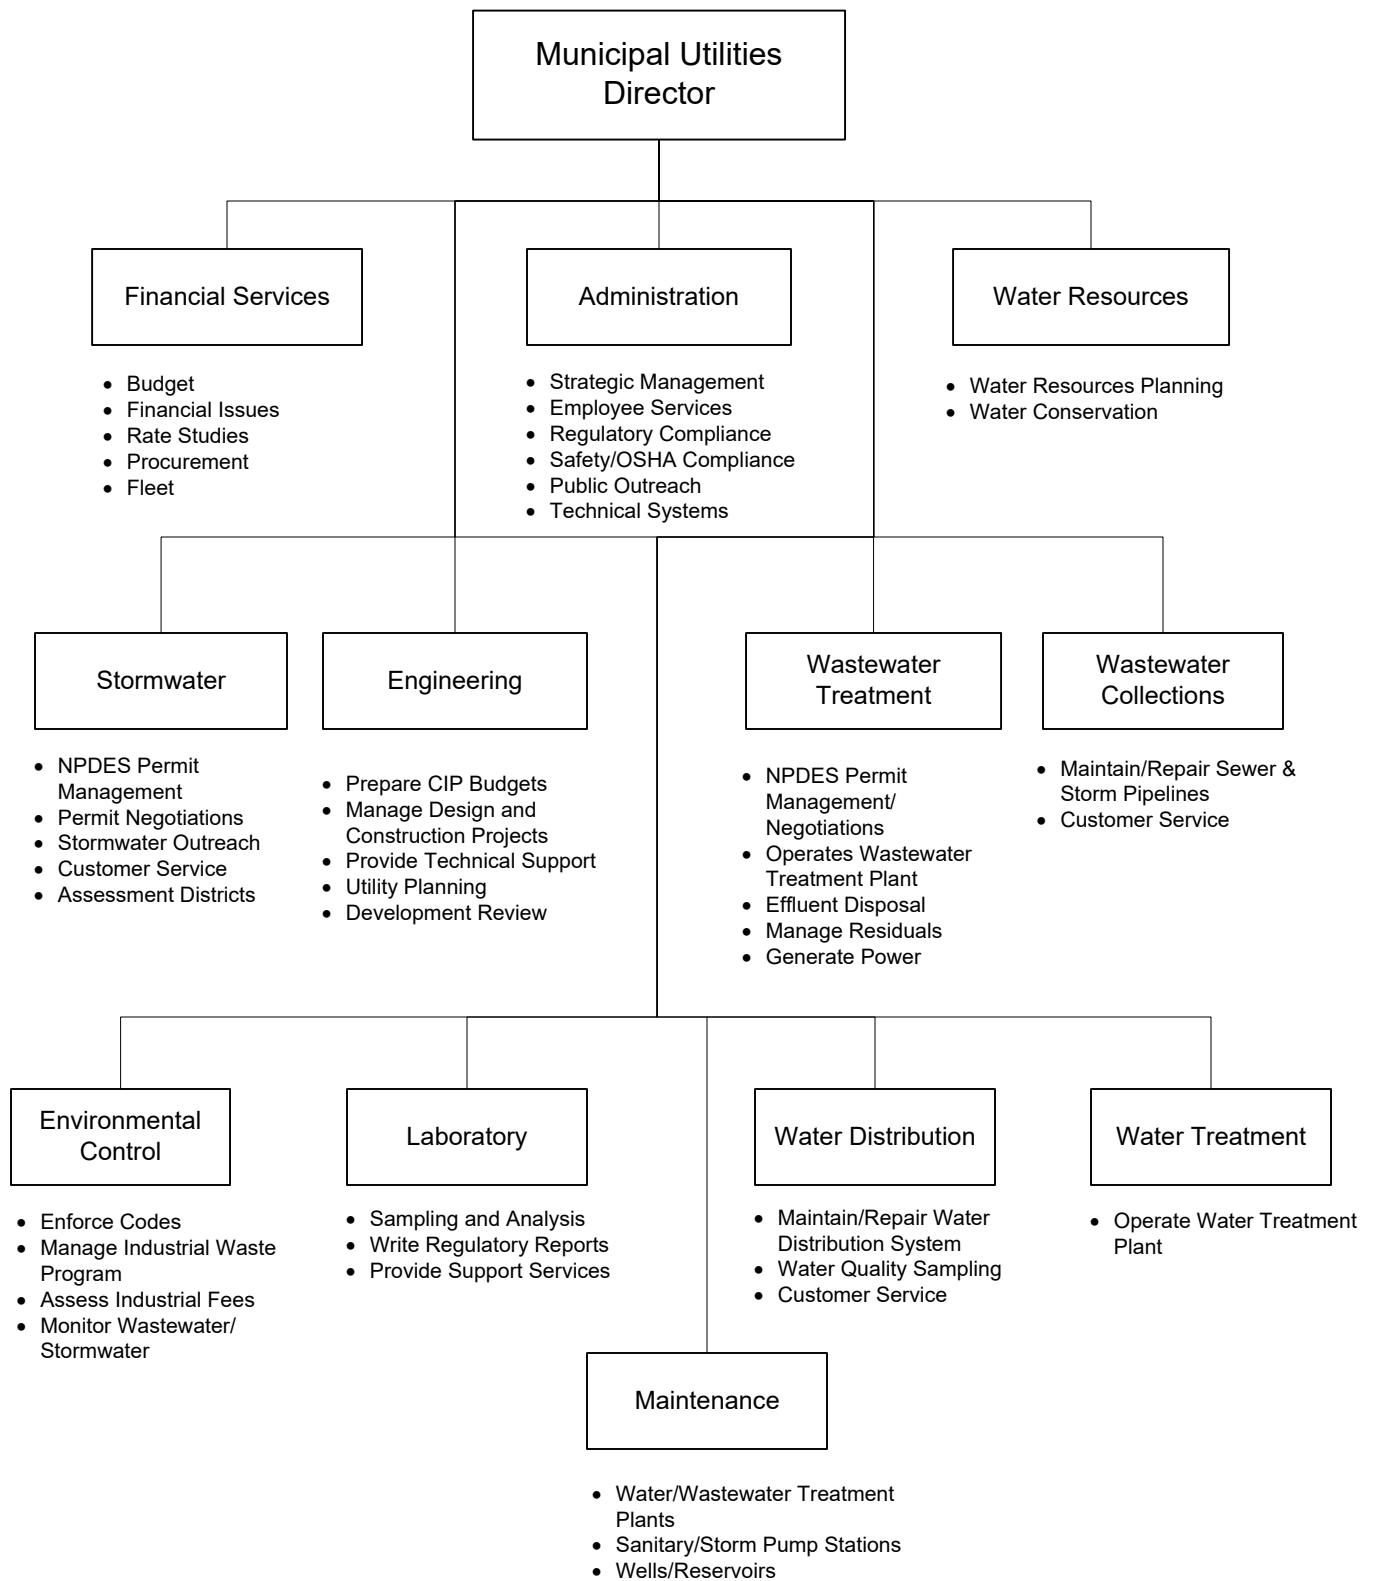 Municipal Utilities
Director
Financial Services
Administration
Water Resources
• Budget
• Financial Issues
• Rate Studies
• Procurement
• Fleet
• Strategic Management
• Employee Services
• Regulatory Compliance
• Safety/OSHA Compliance
• Public Outreach
• Technical Systems
• Water Resources Planning
• Water Conservation
Stormwater
Engineering
Wastewater
Treatment
Wastewater
Collections
• NPDES Permit
Management
• Permit Negotiations
• Stormwater Outreach
• Customer Service
• Assessment Districts
• Prepare CIP Budgets
• Manage Design and
Construction Projects
• Provide Technical Support
• Utility Planning
• Development Review
• NPDES Permit
Management/
Negotiations
• Operates Wastewater
Treatment Plant
• Effluent Disposal
• Manage Residuals
• Generate Power
• Maintain/Repair Sewer &
Storm Pipelines
• Customer Service
Environmental
Control
Laboratory
Water Distribution
Water Treatment
• Enforce Codes
• Manage Industrial Waste
Program
• Assess Industrial Fees
• Monitor Wastewater/
Stormwater
• Sampling and Analysis
• Write Regulatory Reports
• Provide Support Services
• Maintain/Repair Water
Distribution System
• Water Quality Sampling
• Customer Service
• Operate Water Treatment
Plant
Maintenance
• Water/Wastewater Treatment
Plants
• Sanitary/Storm Pump Stations
• Wells/Reservoirs